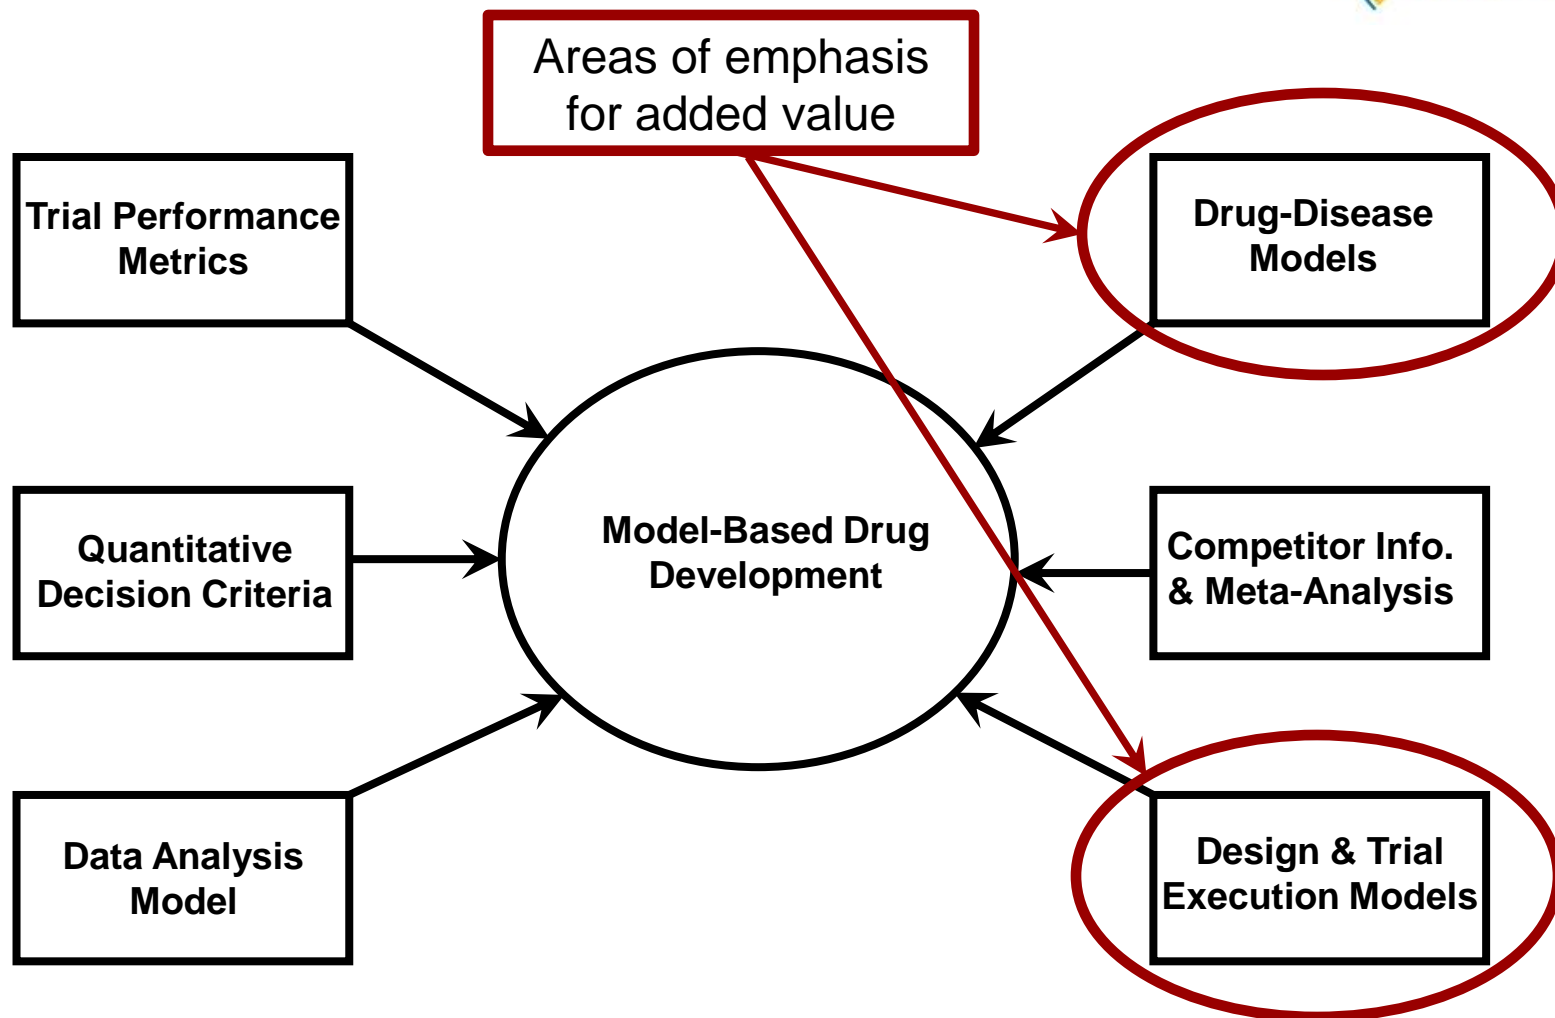 Areas of emphasis
for added value
Trial Performance
Metrics
Drug-Disease
Models
Quantitative
Decision Criteria
Model-Based Drug
Development
Competitor Info.
& Meta-Analysis
Data Analysis
Model
Design & Trial
Execution Models